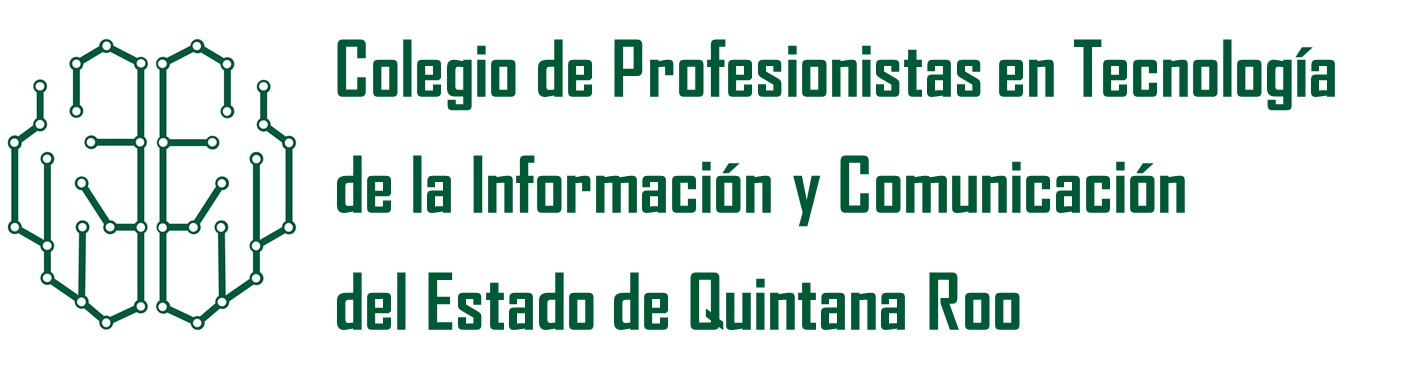 Colegio de Profesionistas en Tecnología
de la Información y Comunicación
del Estado de Quintana Roo